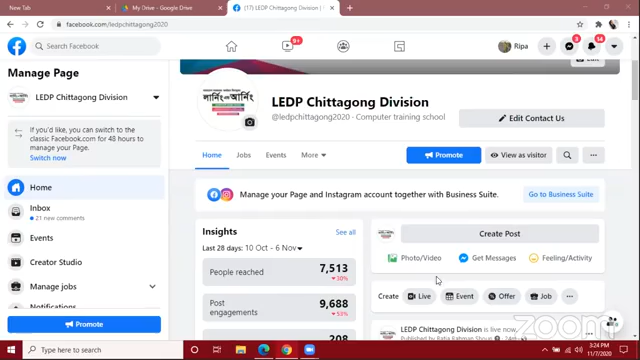 New Tab
My Drive - Google Drive
(17) LEDP Chittagong Division |
facebook.com/ledpchittagong2020
Search Facebook
9+
Ripa
3
14
Manage Page
LEDP Chittagong Division
If you'd like, you can switch to the
classic Facebook.com for 48 hours to
manage your Page.
Switch now
Home
Inbox
21 new comments
Events
Creator Studio
Manage jobs
Notifications
Promote
Edit
লার্নিং আর্নিং
LEDP Chittagong Division
@ledpchittagong2020 · Computer training school
Edit Contact Us
Home
Jobs
Events
More
Promote
View as visitor
Manage your Page and Instagram account together with Business Suite.
Go to Business Suite
Insights
See all
Last 28 days: 10 Oct - 6 Nov
People reached
7,513
30%
Post
engagements
9,688
53%
208
Create Post
Photo/Video
Get Messages
Feeling/Activity
Create
Live
Event
Offer
Job
LEDP Chittagong Division is live now.
zoom
Type here to search
3:24 PM
11/7/2020